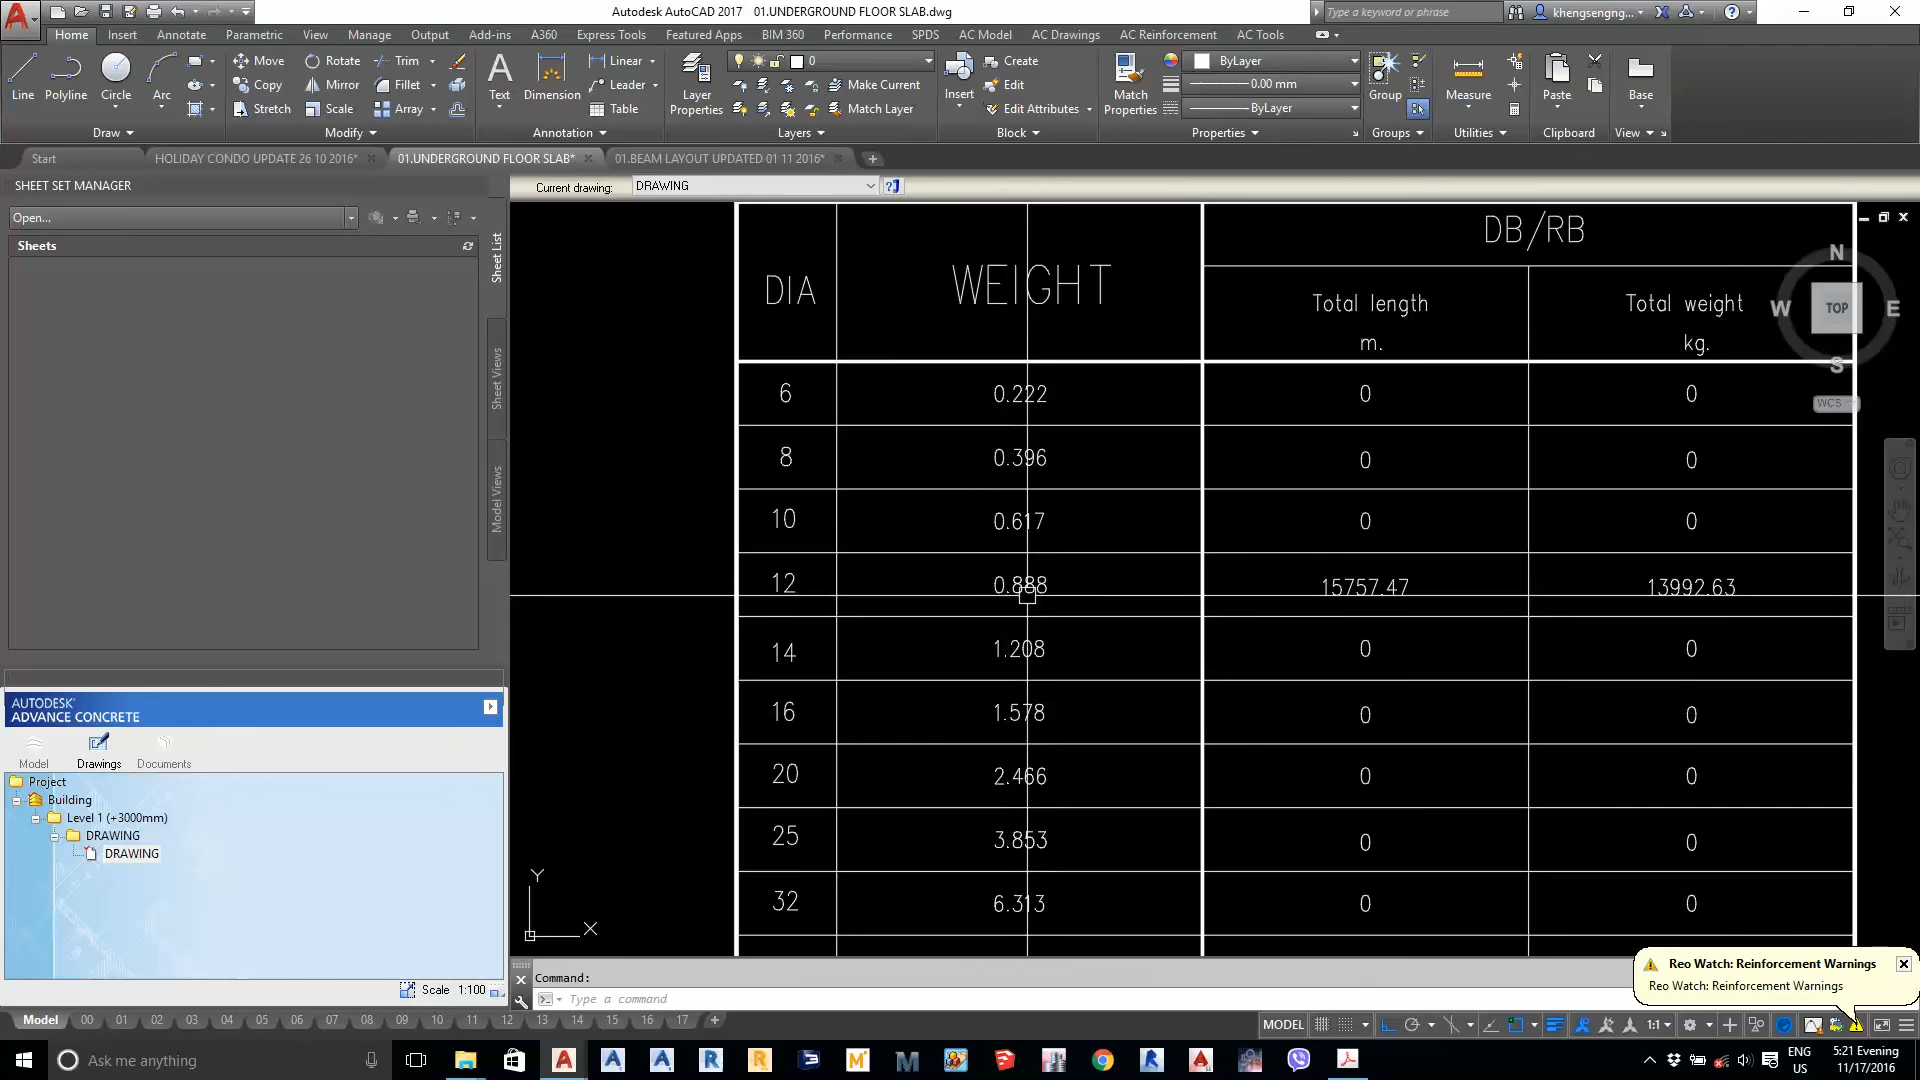 Autodesk AutoCAD 2017 01.UNDERGROUND FLOOR SLAB.dwg
Type a keyword or phrase
khengsengng...
Home Insert Annotate Parametric View Manage Output Add-ins A360 Express Tools Featured Apps BIM 360 Performance SPDS AC Model AC Drawings AC Reinforcement AC Tools
Line Polyline Circle Arc
Move Rotate Trim
Copy Mirror Fillet
Stretch Scale Array
Text Dimension
Linear
Leader
Table
Layer Properties
0
Make Current
Match Layer
Insert
Create
Edit
Edit Attributes
Match Properties
ByLayer
0.00 mm
ByLayer
Group
Measure
Paste
Base
Draw Modify Annotation Layers Block Properties Groups Utilities Clipboard View
Start HOLIDAY CONDO UPDATE 26 10 2016* 01.UNDERGROUND FLOOR SLAB* 01.BEAM LAYOUT UPDATED 01 11 2016*
SHEET SET MANAGER
Open...
Sheets
Sheet List
Sheet Views
Model Views
Current drawing: DRAWING
DIA WEIGHT DB/RB
Total length Total weight
m. kg.
6 0.222 0 0
8 0.396 0 0
10 0.617 0 0
12 0.888 15757.47 13992.63
14 1.208 0 0
16 1.578 0 0
20 2.466 0 0
25 3.853 0 0
32 6.313 0 0
N
W TOP E
S
WCS
Y
X
AUTODESK'
ADVANCE CONCRETE
Model Drawings Documents
Project
Building
Level 1 (+3000mm)
DRAWING
DRAWING
Scale 1:100
Command:
Type a command
Reo Watch: Reinforcement Warnings
Reo Watch: Reinforcement Warnings
Model 00 01 02 03 04 05 06 07 08 09 10 11 12 13 14 15 16 17
MODEL 1:1
Ask me anything
ENG
US
5:21 Evening
11/17/2016